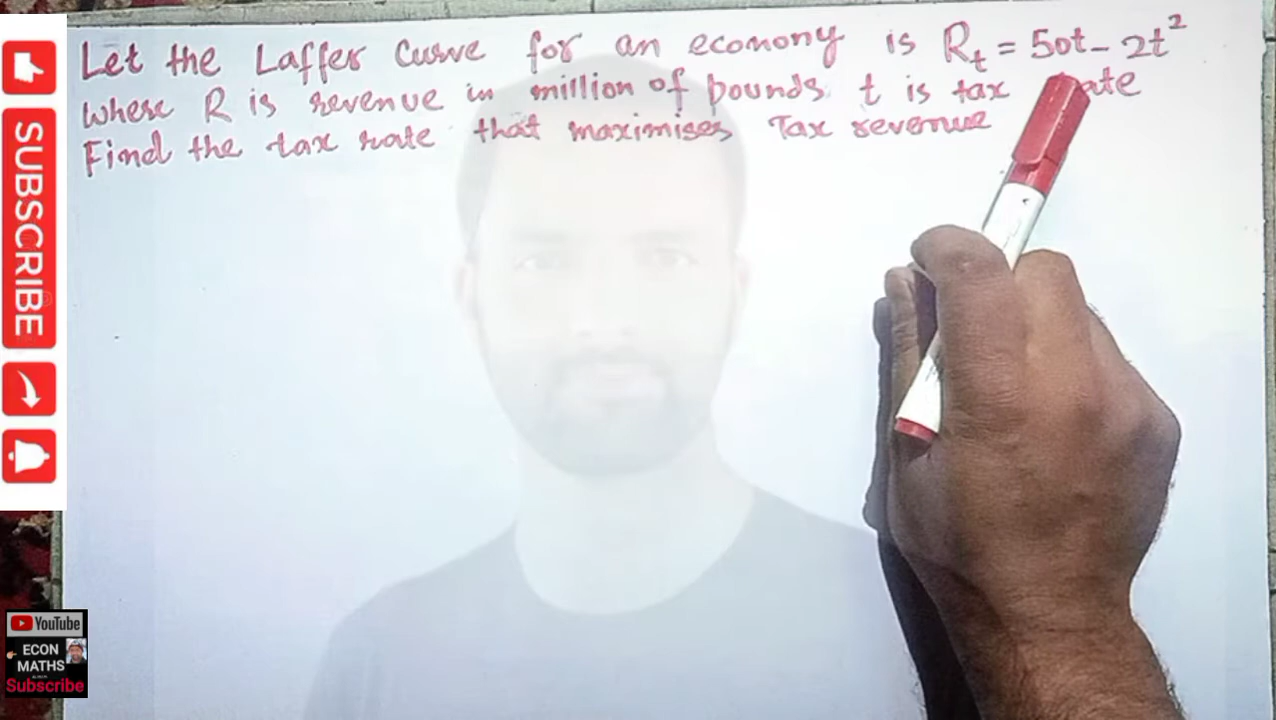 Let the Laffer Curve for an economy is Rt = 50t - 2t²
where R is revenue in million of pounds. t is tax
Find the tax rate that maximises Tax revenue
SUBSCRIBE
YouTube
ECON
MATHS
Subscribe